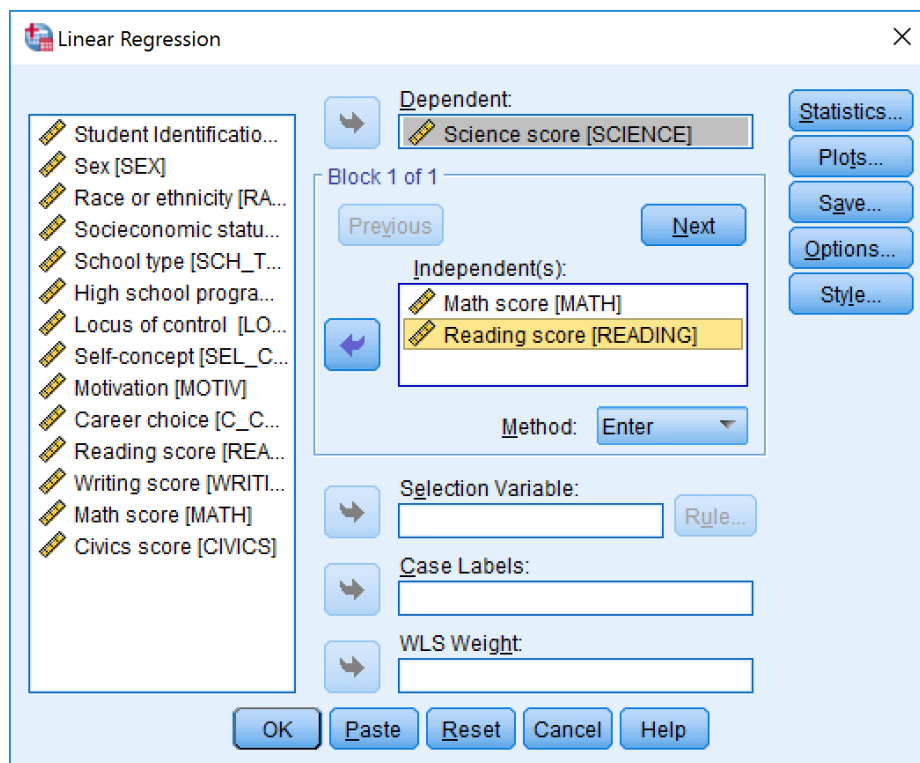 Linear Regression
Student Identificatio...
Sex [SEX]
Race or ethnicity [RA...
Socieconomic statu...
School type [SCH_T...
High school progra...
Locus of control  [LO...
Self-concept [SEL_C...
Motivation [MOTIV]
Career choice [C_C...
Reading score [REA...
Writing score [WRITI...
Math score [MATH]
Civics score [CIVICS]
Dependent:
Science score [SCIENCE]
Block 1 of 1
Previous
Next
Independent(s):
Math score [MATH]
Reading score [READING]
Method:
Enter
Selection Variable:
Rule...
Case Labels:
WLS Weight:
Statistics...
Plots...
Save...
Options...
Style...
OK
Paste
Reset
Cancel
Help